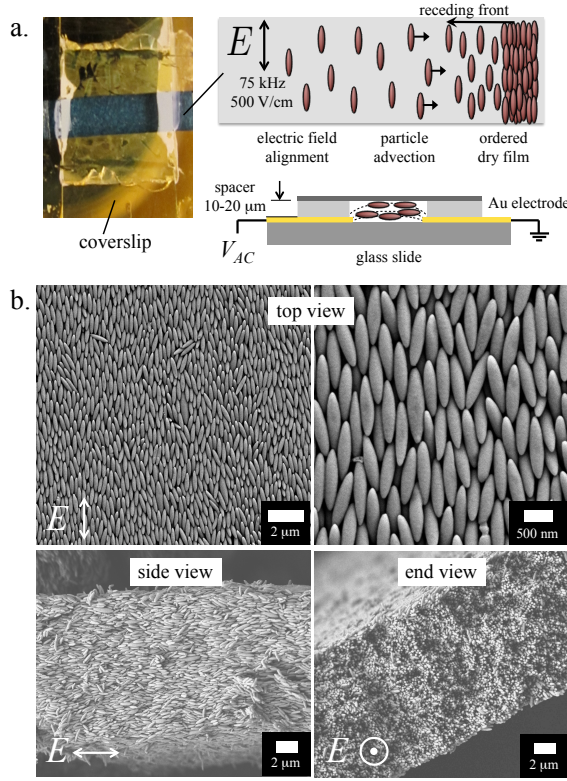 a.
receding front
E
75 kHz
500 V/cm
electric field
alignment
particle
advection
ordered
dry film
spacer
10-20 μm
Au electrode
coverslip
V_AC
glass slide
b.
top view
E
2 μm
500 nm
side view
end view
E
2 μm
E
2 μm